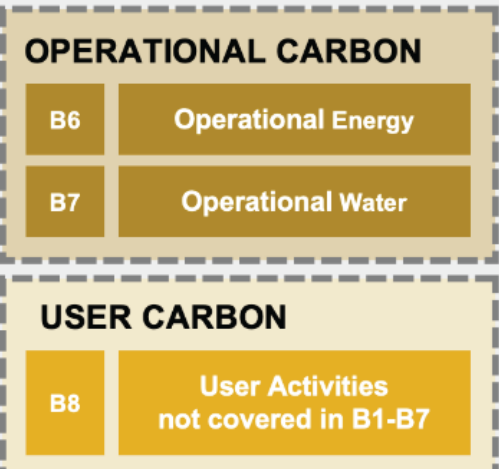 OPERATIONAL CARBON
B6 Operational Energy
B7 Operational Water
USER CARBON
B8 User Activities
not covered in B1-B7